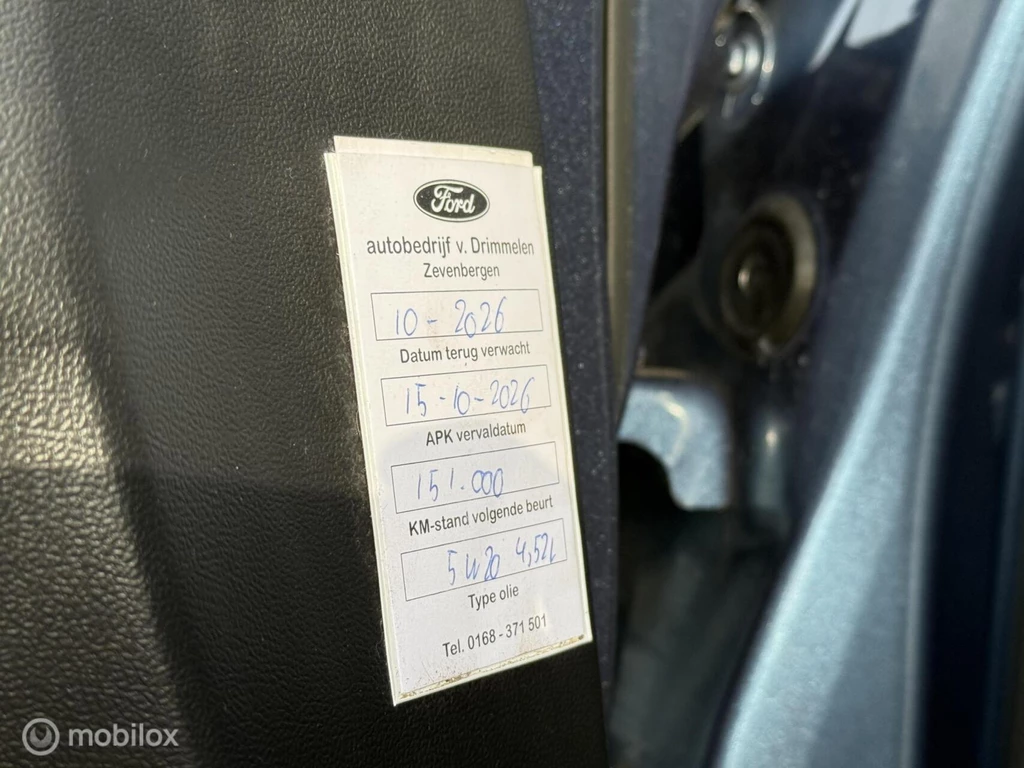 Ford
autobedrijf v. Drimmelen
Zevenbergen
10-2026
Datum terug verwacht
15-10-2026
APK vervaldatum
151.000
KM-stand volgende beurt
5W20 4,52L
Type olie
Tel. 0168 - 371 501
mobilox